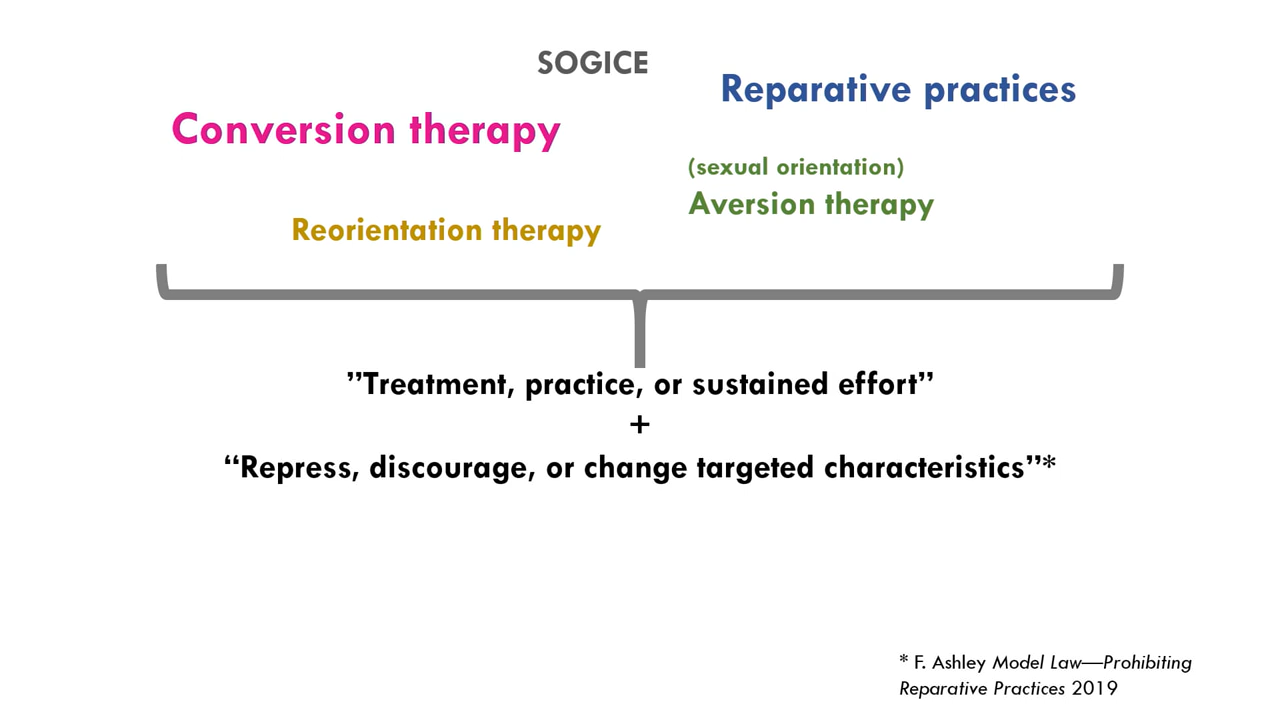 SOGICE
Reparative practices
Conversion therapy
(sexual orientation)
Aversion therapy
Reorientation therapy
”Treatment, practice, or sustained effort”
+
“Repress, discourage, or change targeted characteristics”*
* F. Ashley Model Law—Prohibiting
Reparative Practices 2019